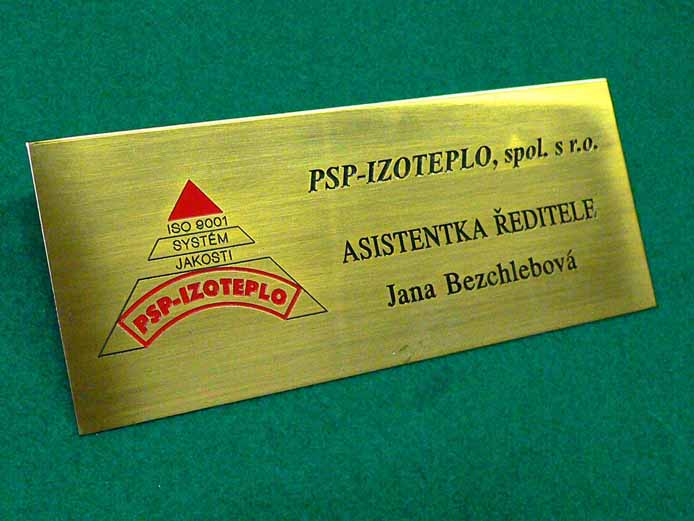 ISO 9001
SYSTÉM
JAKOSTI
PSP-IZOTEPLO
PSP-IZOTEPLO, spol. s r.o.
ASISTENTKA ŘEDITELE
Jana Bezchlebová